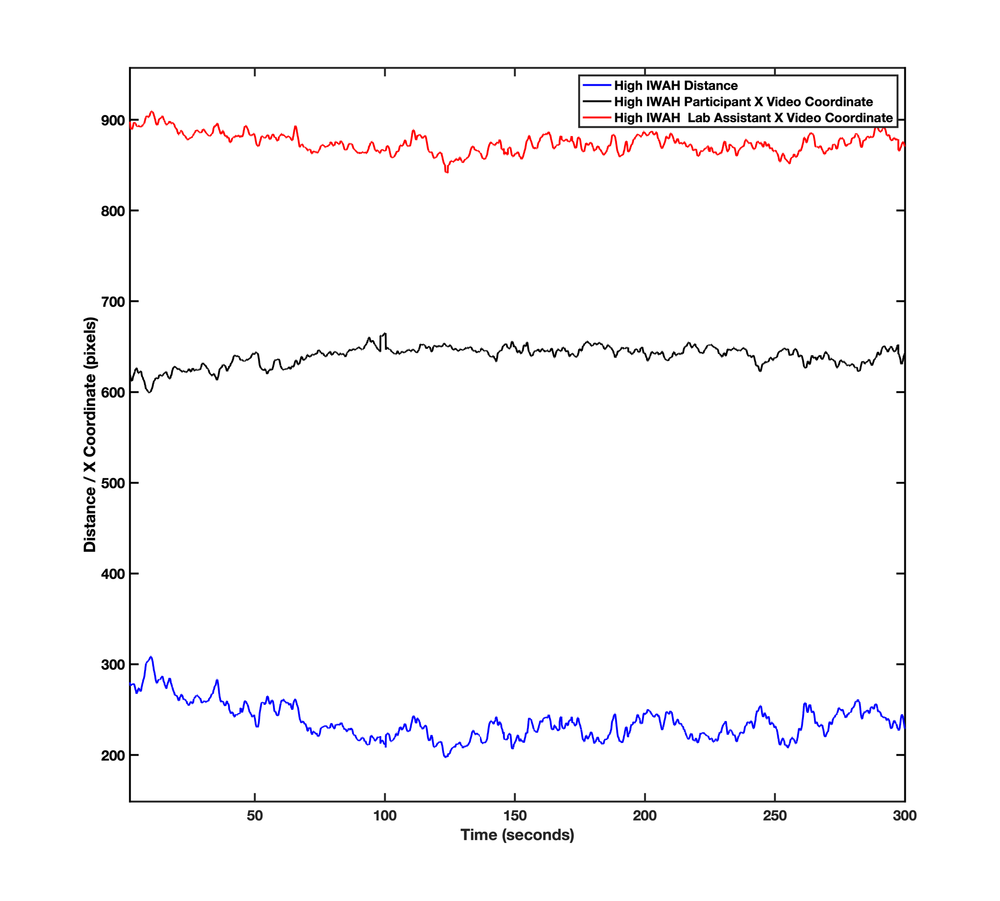 High IWAH Distance
High IWAH Participant X Video Coordinate
High IWAH  Lab Assistant X Video Coordinate
900
800
700
600
500
400
300
200
Distance / X Coordinate (pixels)
50 100 150 200 250 300
Time (seconds)